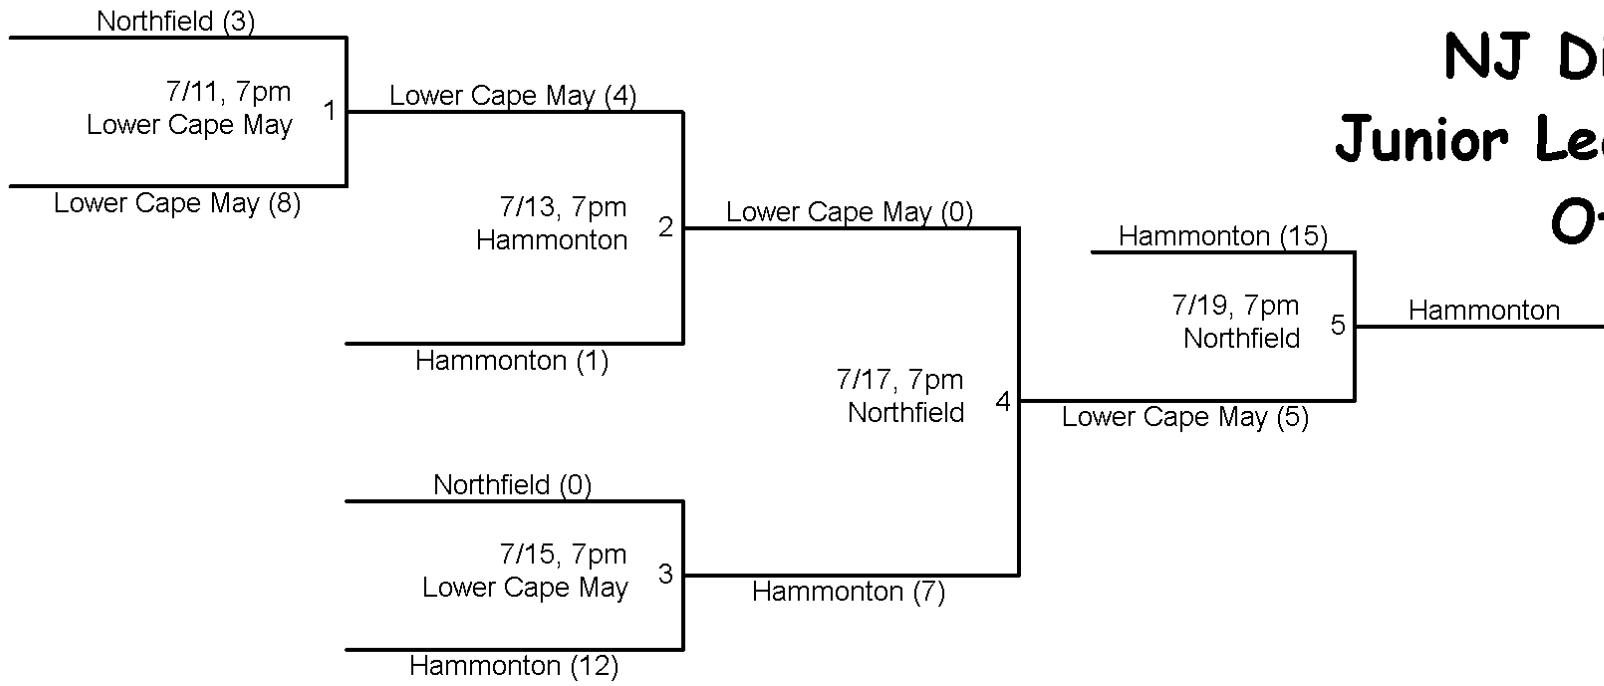 Northfield (3)
7/11, 7pm
Lower Cape May
1
Lower Cape May (8)
Lower Cape May (4)
7/13, 7pm
Hammonton
2
Hammonton (1)
Lower Cape May (0)
7/17, 7pm
Northfield
4
Northfield (0)
7/15, 7pm
Lower Cape May
3
Hammonton (12)
Hammonton (7)
Hammonton (15)
7/19, 7pm
Northfield
5
Lower Cape May (5)
Hammonton
NJ
Junior